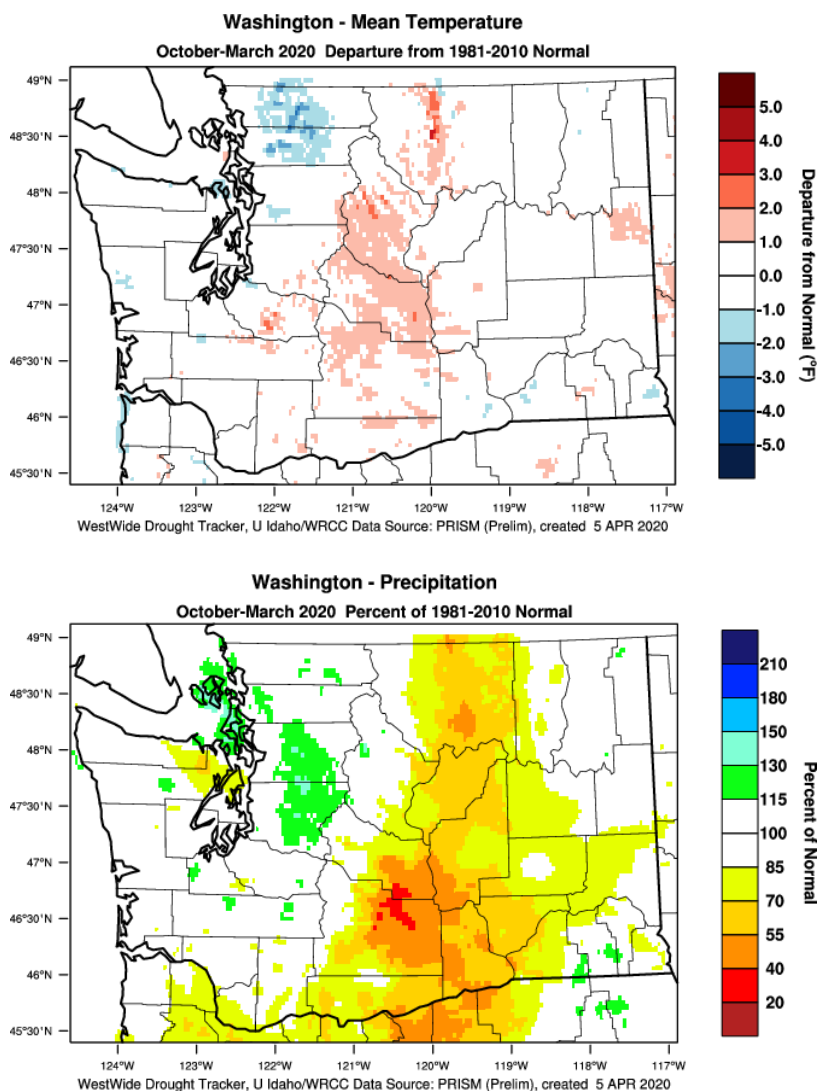 Washington - Mean Temperature
October-March 2020 Departure from 1981-2010 Normal
49°N
48°30'N
48°N
47°30'N
47°N
46°30'N
46°N
45°30'N
124°W 123°W 122°W 121°W 120°W 119°W 118°W 117°W
5.0
4.0
3.0
2.0
1.0
0.0
-1.0
-2.0
-3.0
-4.0
-5.0
Departure from Normal (°F)
WestWide Drought Tracker, U Idaho/WRCC Data Source: PRISM (Prelim), created 5 APR 2020
Washington - Precipitation
October-March 2020 Percent of 1981-2010 Normal
49°N
48°30'N
48°N
47°30'N
47°N
46°30'N
46°N
45°30'N
124°W 123°W 122°W 121°W 120°W 119°W 118°W 117°W
210
180
150
130
115
100
85
70
55
40
20
Percent of Normal
WestWide Drought Tracker, U Idaho/WRCC Data Source: PRISM (Prelim), created 5 APR 2020